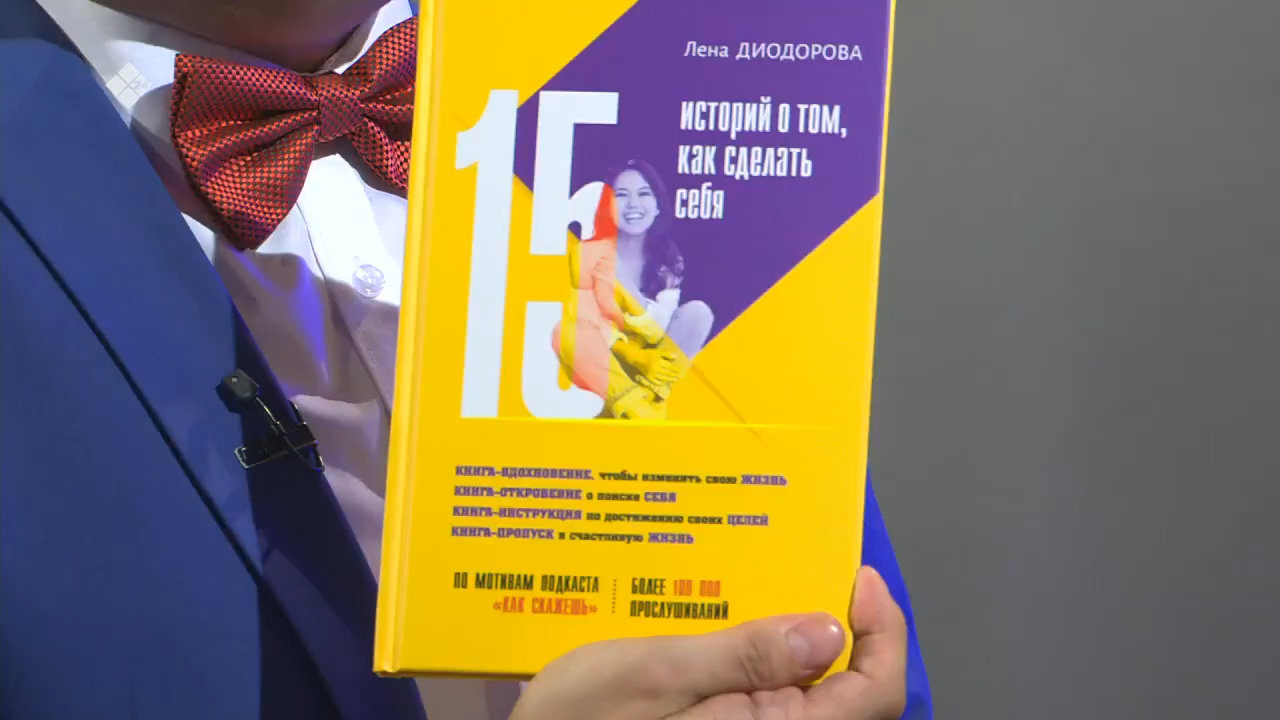 Лена ДИОДОРОВА
15
историй о том,
как сделать
себя
КНИГА-ВДОХНОВЕНИЕ, чтобы изменить свою ЖИЗНЬ
КНИГА-ОТКРОВЕНИЕ о поиске СЕБЯ
КНИГА-ИНСТРУКЦИЯ по достижению своих ЦЕЛЕЙ
КНИГА-ПРОПУСК в счастливую ЖИЗНЬ
ПО МОТИВАМ ПОДКАСТА
«КАК СКАЖЕШЬ»
БОЛЕЕ 100 000
ПРОСЛУШИВАНИЙ